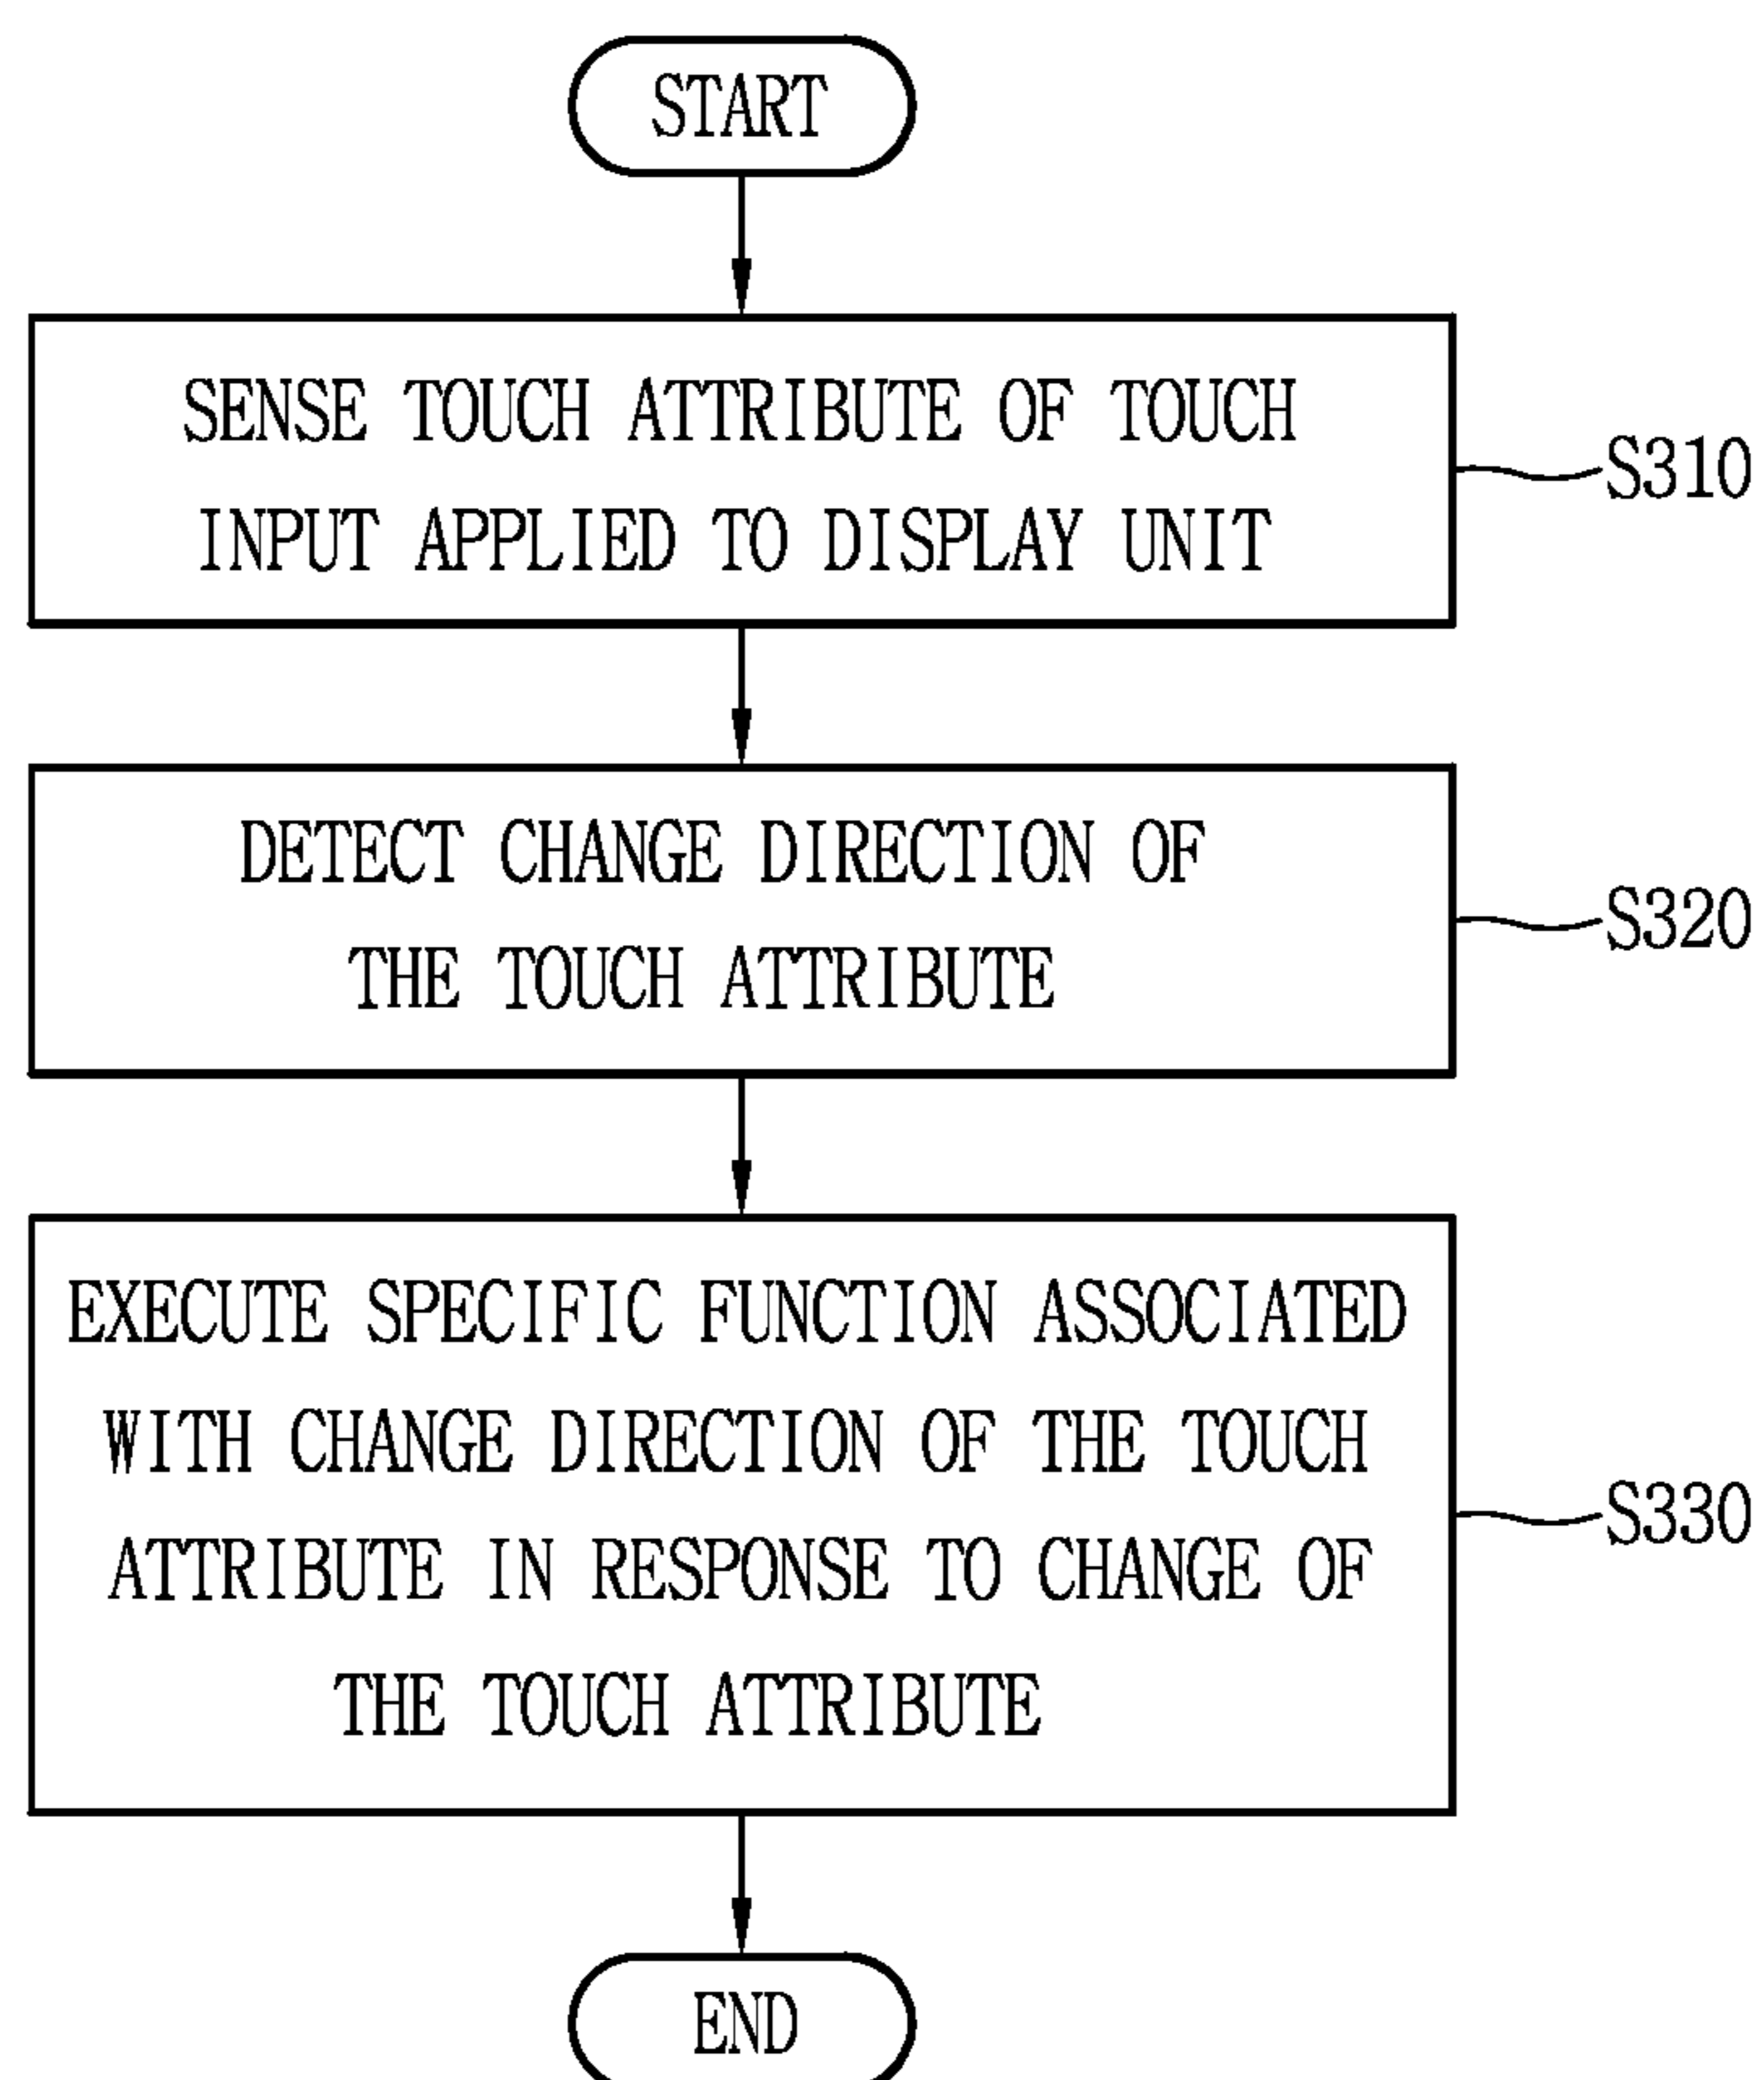 START
SENSE TOUCH ATTRIBUTE OF TOUCH
INPUT APPLIED TO DISPLAY UNIT
S310
DETECT CHANGE DIRECTION OF
THE TOUCH ATTRIBUTE
S320
EXECUTE SPECIFIC FUNCTION ASSOCIATED
WITH CHANGE DIRECTION OF THE TOUCH
ATTRIBUTE IN RESPONSE TO CHANGE OF
THE TOUCH ATTRIBUTE
S330
END